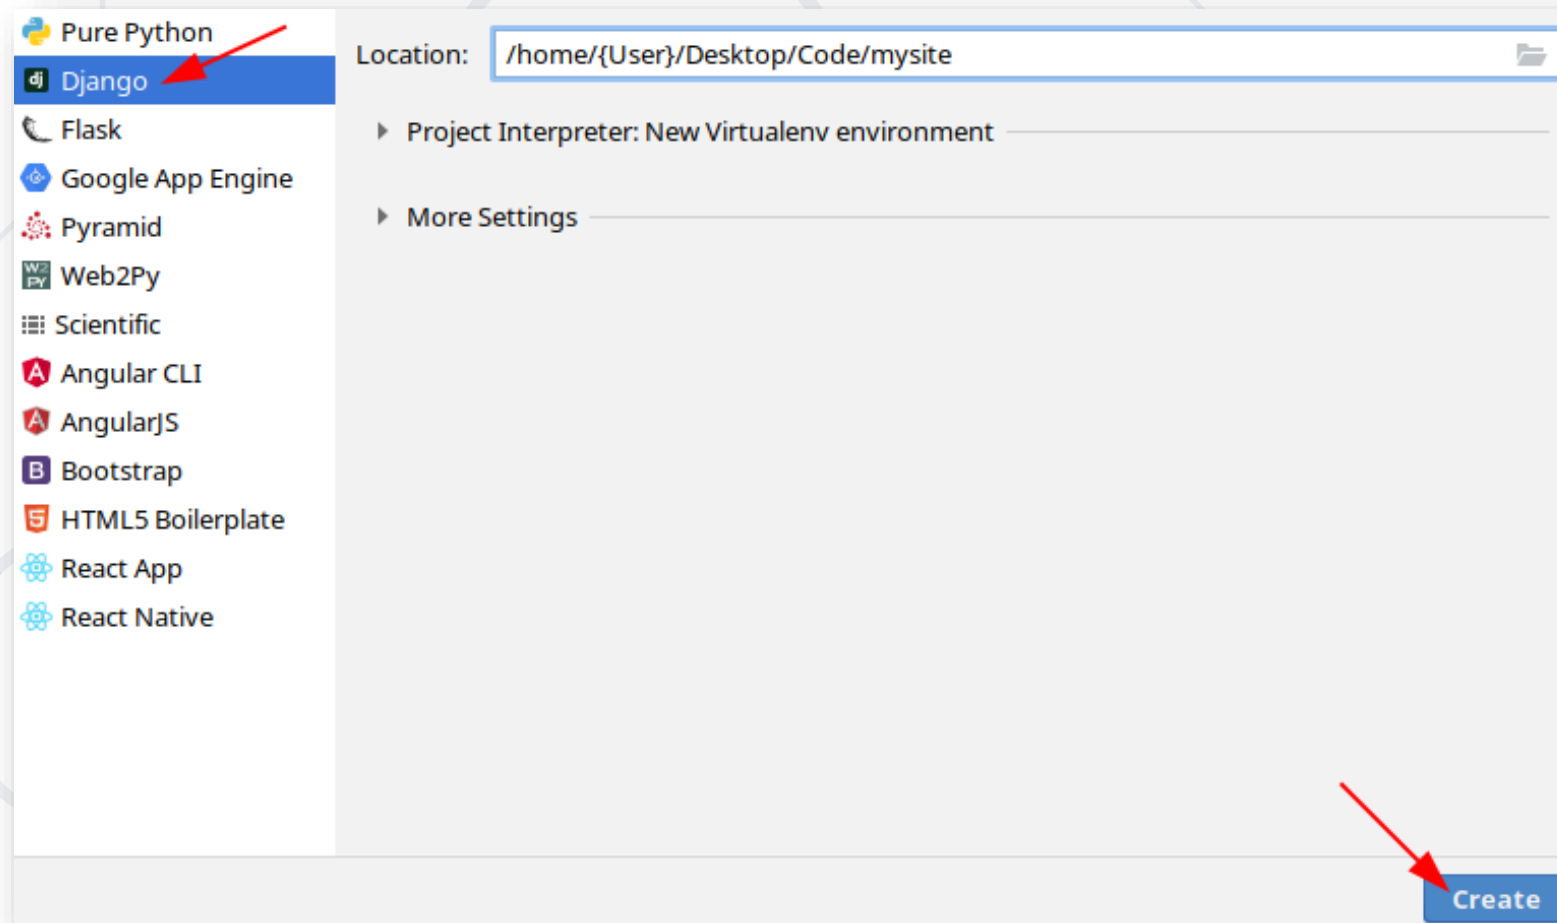 Pure Python
Django
Flask
Google App Engine
Pyramid
Web2Py
Scientific
Angular CLI
AngularJS
Bootstrap
HTML5 Boilerplate
React App
React Native
Location: /home/{User}/Desktop/Code/mysite
Project Interpreter: New Virtualenv environment
More Settings
Create